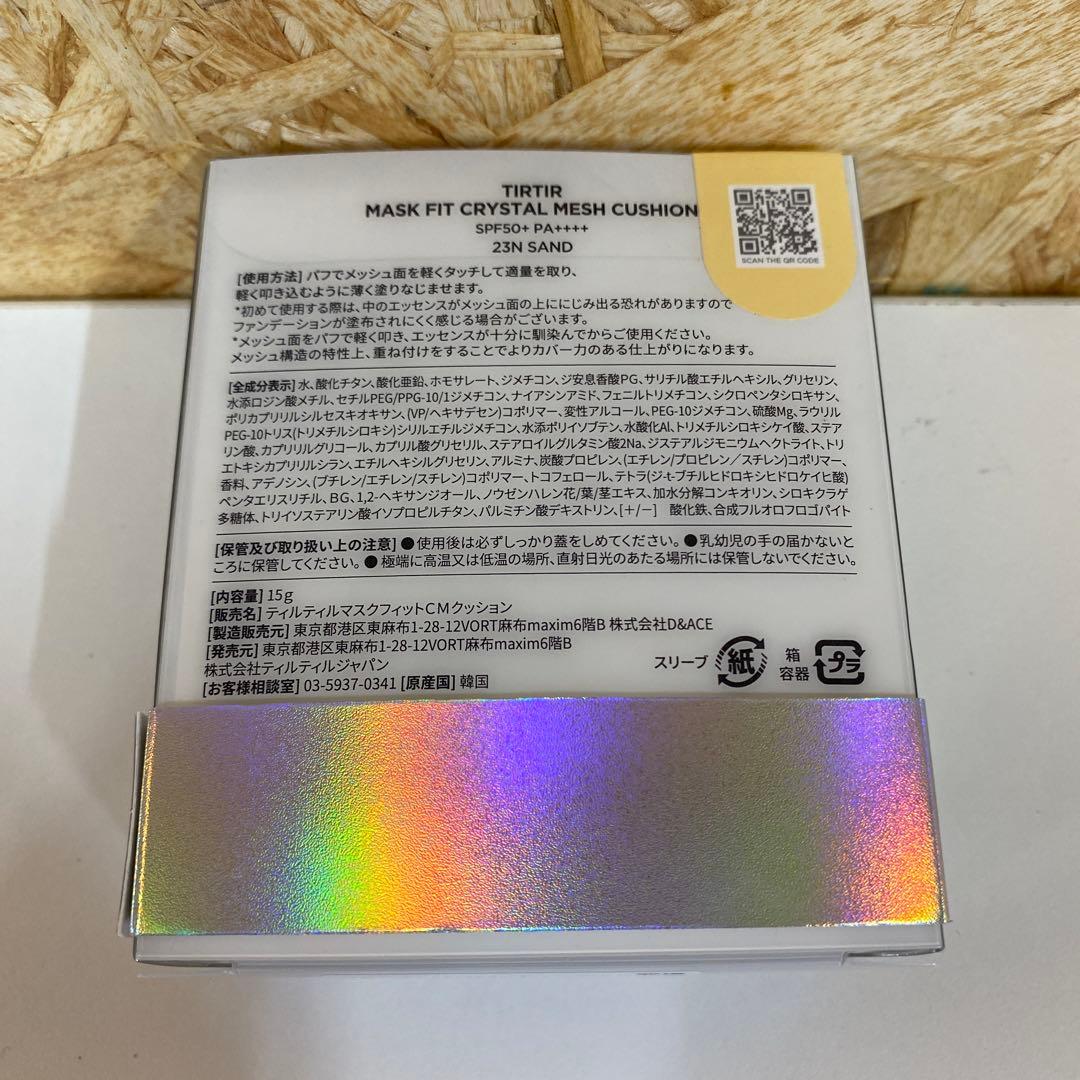 TIRTIR
MASK FIT CRYSTAL MESH CUSHION
SPF50+ PA++++
23N SAND
SCAN THE QR CODE
[使用方法] パフでメッシュ面を軽くタッチして適量を取り、
軽く叩き込むように薄く塗りなじませます。
*初めて使用する際は、中のエッセンスがメッシュ面の上ににじみ出る恐れがありますので
ファンデーションが塗布されにくく感じる場合がございます。
*メッシュ面をパフで軽く叩き、エッセンスが十分に馴染んでからご使用ください。
メッシュ構造の特性上、重ね付けをすることでよりカバー力のある仕上がりになります。
[全成分表示] 水、酸化チタン、酸化亜鉛、ホモサレート、ジメチコン、ジ安息香酸PG、サリチル酸エチルヘキシル、グリセリン、
水添ロジン酸メチル、セチルPEG/PPG-10/1ジメチコン、ナイアシンアミド、フェニルトリメチコン、シクロペンタシロキサン、
ポリカプリリルシルセスキオキサン、(VP/ヘキサデセン)コポリマー、変性アルコール、PEG-10ジメチコン、硫酸Mg、ラウリル
PEG-10トリス(トリメチルシロキシ)シリルエチルジメチコン、水添ポリイソブテン、水酸化Al、トリメチルシロキシケイ酸、ステア
リン酸、カプリリルグリコール、カプリル酸グリセリル、ステアロイルグルタミン酸2Na、ジステアルジモニウムヘクトライト、トリ
エトキシカプリリルシラン、エチルヘキシルグリセリン、アルミナ、炭酸プロピレン、(エチレン/プロピレン/スチレン)コポリマー、
香料、アデノシン、(ブチレン/エチレン/スチレン)コポリマー、トコフェロール、テトラ(ジ-t-ブチルヒドロキシヒドロケイヒ酸)
ペンタエリスリチル、BG、1,2-ヘキサンジオール、ノウゼンハレン花/葉/茎エキス、加水分解コンキオリン、シロキクラゲ
多糖体、トリイソステアリン酸イソプロピルチタン、パルミチン酸デキストリン、[+/-] 酸化鉄、合成フルオロフロゴパイト
[保管及び取り扱い上の注意] ●使用後は必ずしっかり蓋をしめてください。●乳幼児の手の届かないと
ころに保管してください。● 極端に高温又は低温の場所、直射日光のあたる場所には保管しないでください。
[内容量] 15g
[販売名] ティルティルマスクフィットCMクッション
[製造販売元] 東京都港区東麻布1-28-12VORT麻布maxim6階B 株式会社D&ACE
[発売元] 東京都港区東麻布1-28-12VORT麻布maxim6階B
株式会社ティルティルジャパン
[お客様相談室] 03-5937-0341 [原産国] 韓国
スリーブ 紙 箱 容器 プラ